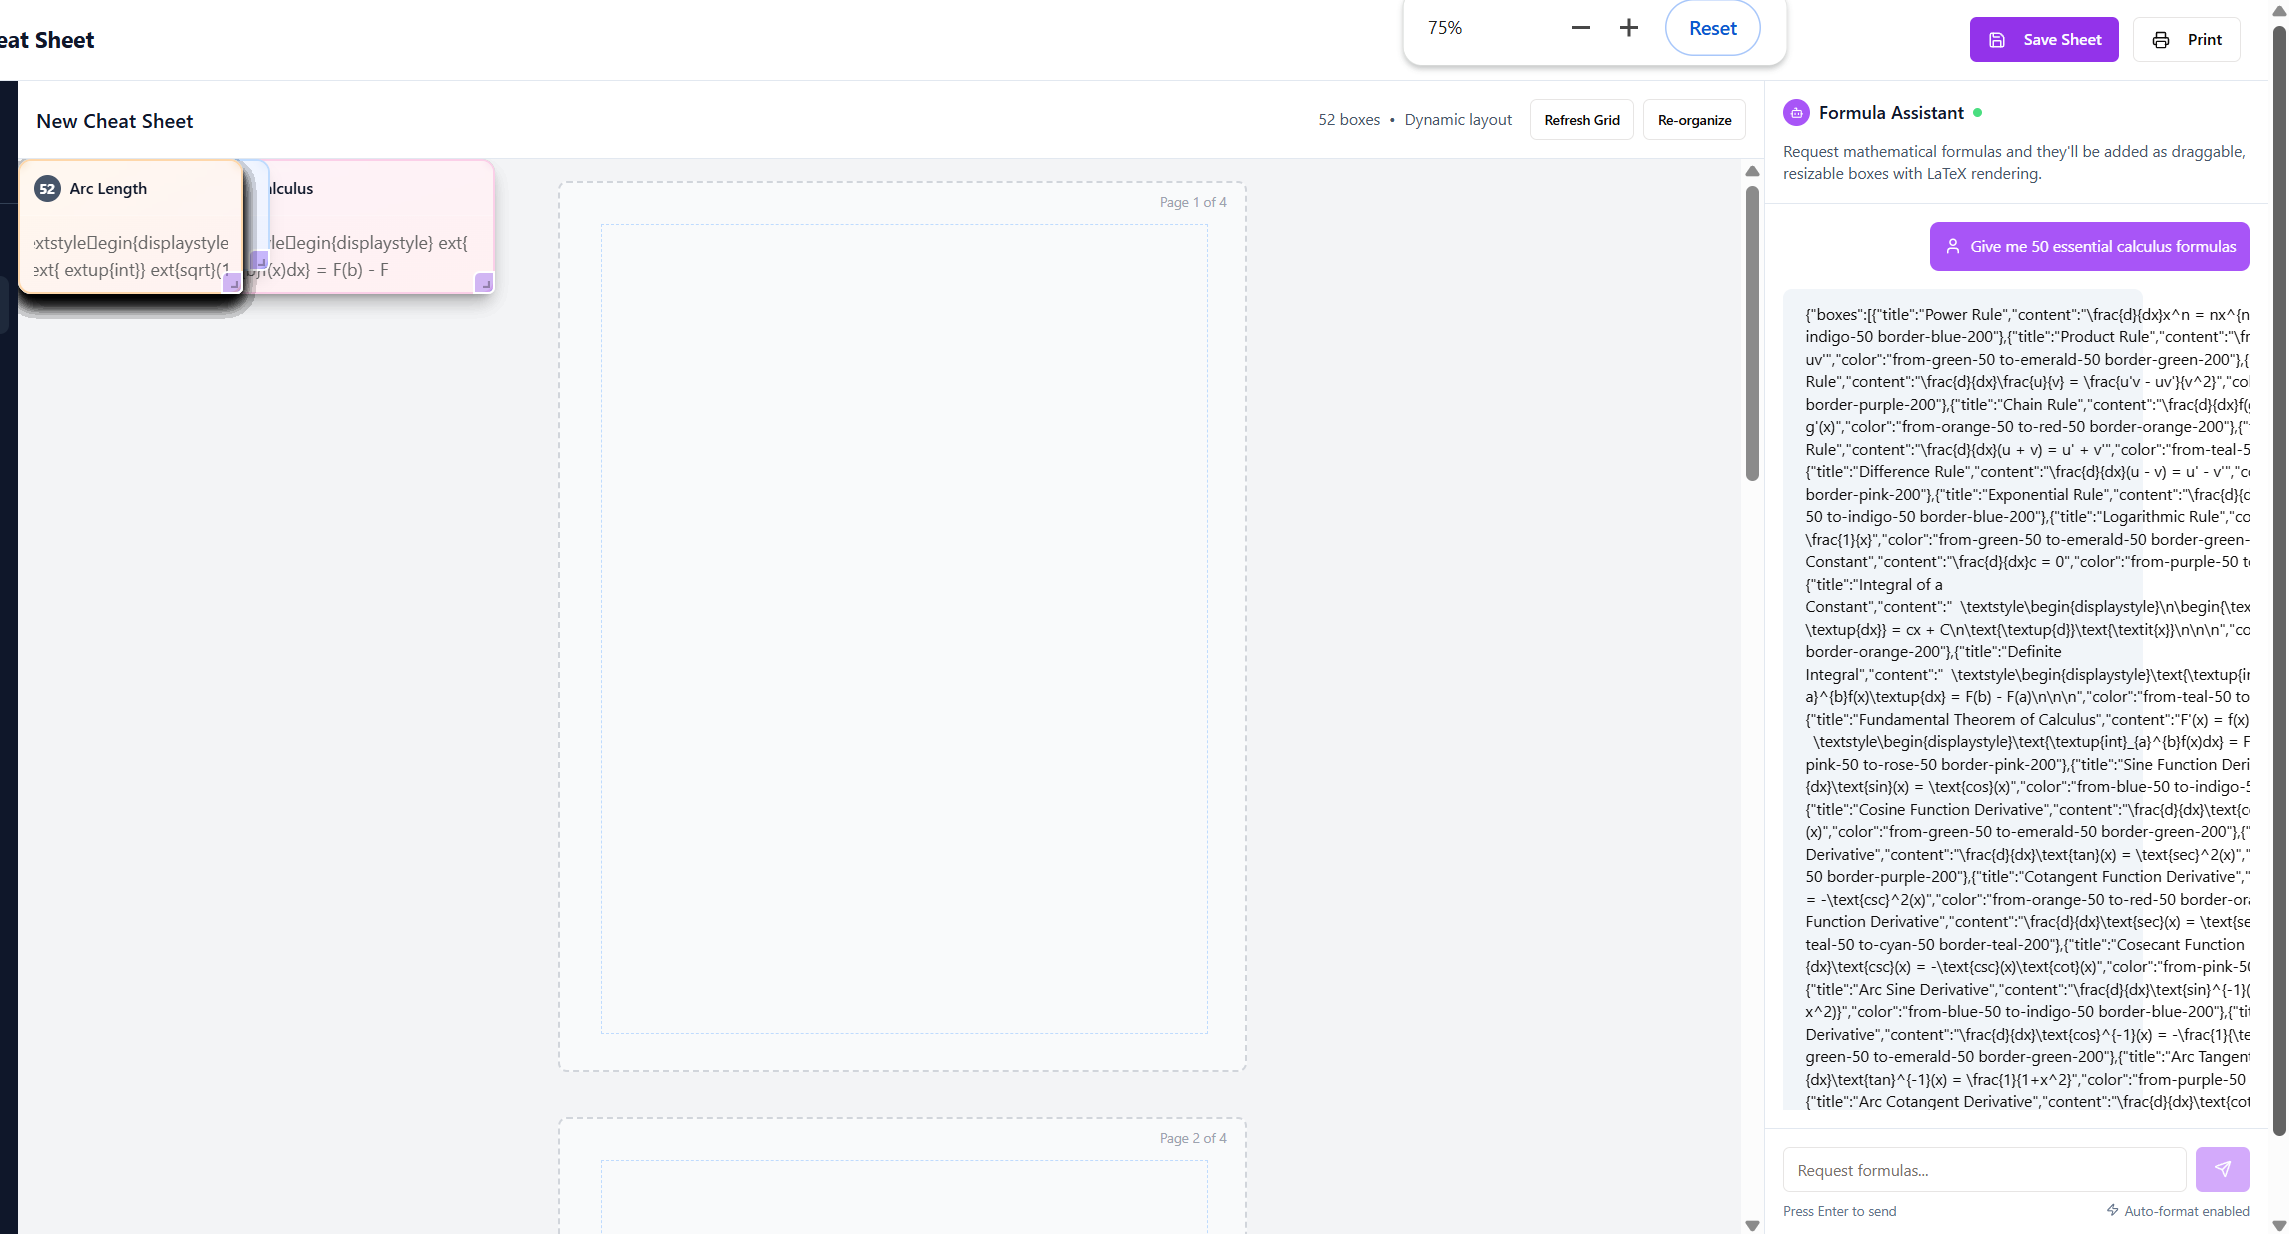 eat Sheet
75%
Reset
Save Sheet
Print
New Cheat Sheet
52 boxes • Dynamic layout
Refresh Grid
Re-organize
52 Arc Length
alculus
extstyle▯egin{displaystyle
ext{ extup{int}} ext{sqrt}(1
le▯egin{displaystyle} ext{
b}f(x)dx} = F(b) - F
Page 1 of 4
Page 2 of 4
Formula Assistant
Request mathematical formulas and they'll be added as draggable,
resizable boxes with LaTeX rendering.
Give me 50 essential calculus formulas
{"boxes":[{"title":"Power Rule","content":"\frac{d}{dx}x^n = nx^{n
indigo-50 border-blue-200"},{"title":"Product Rule","content":"\fr
uv'","color":"from-green-50 to-emerald-50 border-green-200"},{
Rule","content":"\frac{d}{dx}\frac{u}{v} = \frac{u'v - uv'}{v^2}","co
border-purple-200"},{"title":"Chain Rule","content":"\frac{d}{dx}f(
g'(x)","color":"from-orange-50 to-red-50 border-orange-200"},{"
Rule","content":"\frac{d}{dx}(u + v) = u' + v'","color":"from-teal-5
{"title":"Difference Rule","content":"\frac{d}{dx}(u - v) = u' - v'","c
border-pink-200"},{"title":"Exponential Rule","content":"\frac{d}{d
50 to-indigo-50 border-blue-200"},{"title":"Logarithmic Rule","co
\frac{1}{x}","color":"from-green-50 to-emerald-50 border-green-
Constant","content":"\frac{d}{dx}c = 0","color":"from-purple-50 t
{"title":"Integral of a
Constant","content":"  \textstyle\begin{displaystyle}\n\begin{\tex
\textup{dx}} = cx + C\n\text{\textup{d}}\text{\textit{x}}\n\n\n","co
border-orange-200"},{"title":"Definite
Integral","content":"  \textstyle\begin{displaystyle}\text{\textup{i
a}^{b}f(x)\textup{dx} = F(b) - F(a)\n\n\n","color":"from-teal-50 to
{"title":"Fundamental Theorem of Calculus","content":"F'(x) = f(x)
\textstyle\begin{displaystyle}\text{\textup{int}_{a}^{b}f(x)dx} = F
pink-50 to-rose-50 border-pink-200"},{"title":"Sine Function Deri
{dx}\text{sin}(x) = \text{cos}(x)","color":"from-blue-50 to-indigo-5
{"title":"Cosine Function Derivative","content":"\frac{d}{dx}\text{c
(x)","color":"from-green-50 to-emerald-50 border-green-200"},{"
Derivative","content":"\frac{d}{dx}\text{tan}(x) = \text{sec}^2(x)","
50 border-purple-200"},{"title":"Cotangent Function Derivative","
= -\text{csc}^2(x)","color":"from-orange-50 to-red-50 border-or
Function Derivative","content":"\frac{d}{dx}\text{sec}(x) = \text{se
teal-50 to-cyan-50 border-teal-200"},{"title":"Cosecant Function
{dx}\text{csc}(x) = -\text{csc}(x)\text{cot}(x)","color":"from-pink-50
{"title":"Arc Sine Derivative","content":"\frac{d}{dx}\text{sin}^{-1}(
x^2)}","color":"from-blue-50 to-indigo-50 border-blue-200"},{"tit
Derivative","content":"\frac{d}{dx}\text{cos}^{-1}(x) = -\frac{1}{\te
green-50 to-emerald-50 border-green-200"},{"title":"Arc Tangent
{dx}\text{tan}^{-1}(x) = \frac{1}{1+x^2}","color":"from-purple-50
{"title":"Arc Cotangent Derivative","content":"\frac{d}{dx}\text{cot
Request formulas...
Press Enter to send
Auto-format enabled